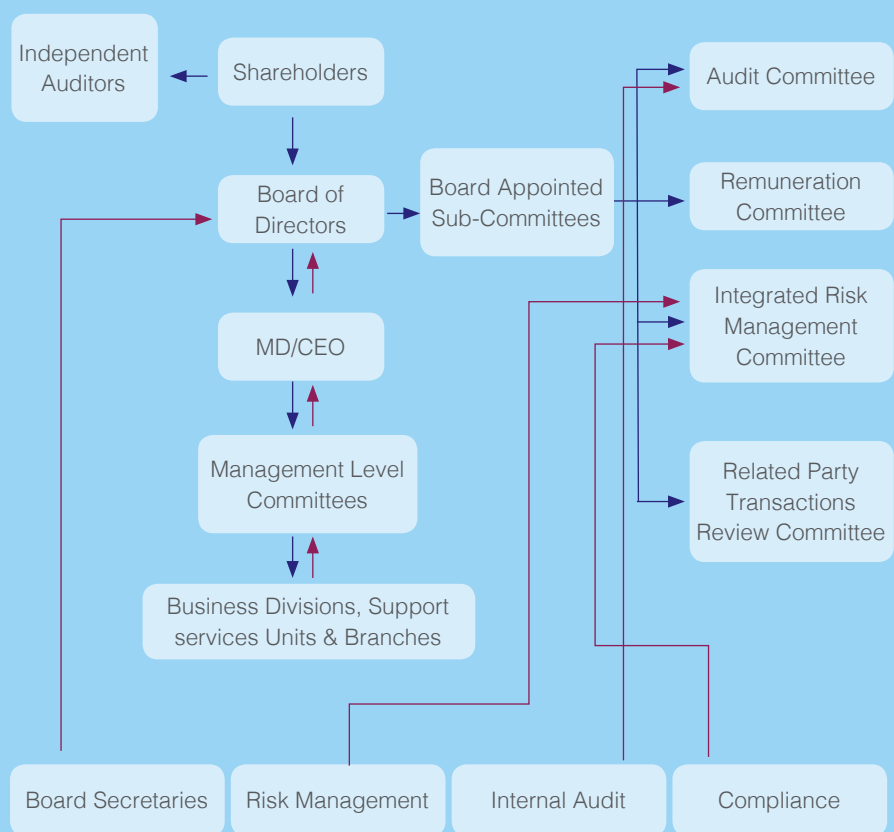 Independent
Auditors
Shareholders
Audit Committee
Board of
Directors
Board Appointed
Sub-Committees
Remuneration
Committee
MD/CEO
Integrated Risk
Management
Committee
Management Level
Committees
Related Party
Transactions
Review Committee
Business Divisions, Support
services Units & Branches
Board Secretaries
Risk Management
Internal Audit
Compliance